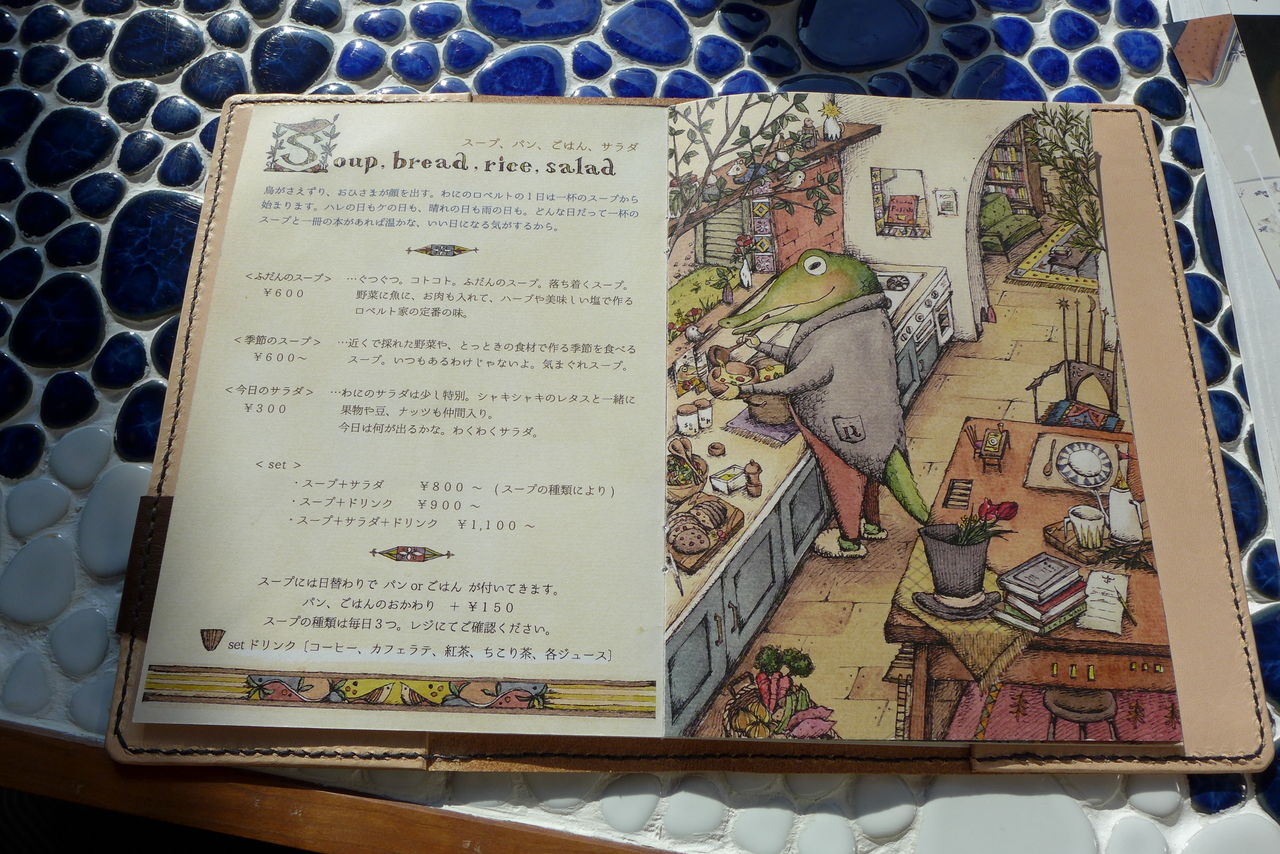 スープ、パン、ごはん、サラダ
Soup, bread, rice, salad
鳥がさえずり、おひさまが顔を出す。わにのロベルトの1日は一杯のスープから
始まります。ハレの日もケの日も、晴れの日も雨の日も。どんな日だって一杯の
スープと一冊の本があれば温かな、いい日になる気がするから。
<ふだんのスープ> …ぐつぐつ。コトコト。ふだんのスープ。落ち着くスープ。
¥600 野菜に魚に、お肉も入れて、ハーブや美味しい塩で作る
ロベルト家の定番の味。
<季節のスープ> …近くで採れた野菜や、とっときの食材で作る季節を食べる
¥600～ スープ。いつもあるわけじゃないよ。気まぐれスープ。
<今日のサラダ> …わにのサラダは少し特別。シャキシャキのレタスと一緒に
¥300 果物や豆、ナッツも仲間入り。
今日は何が出るかな。わくわくサラダ。
< set >
・スープ+サラダ ¥800 ～ (スープの種類により)
・スープ+ドリンク ¥900 ～
・スープ+サラダ+ドリンク ¥1,100 ～
スープには日替わりで パン or ごはん が付いてきます。
パン、ごはんのおかわり + ¥150
スープの種類は毎日3つ。レジにてご確認ください。
set ドリンク〔コーヒー、カフェラテ、紅茶、ちこり茶、各ジュース〕
R